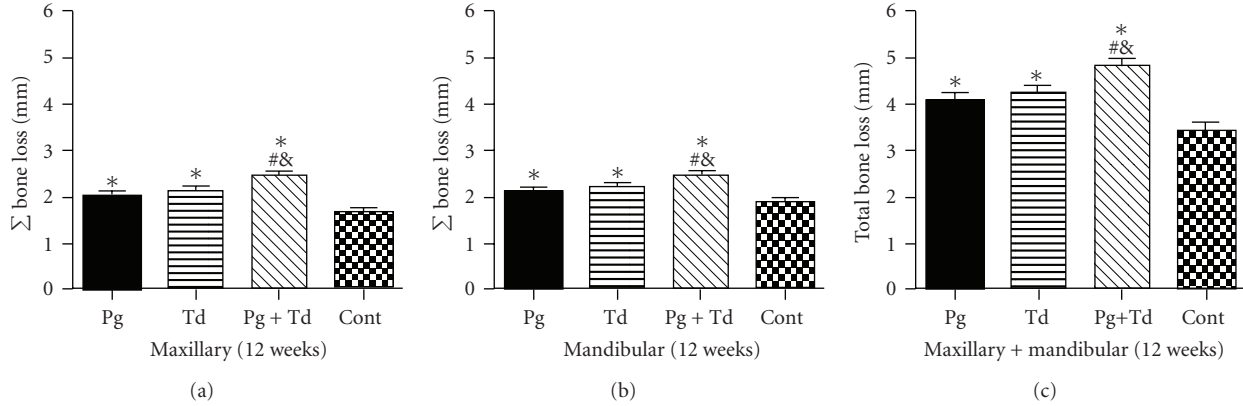 6
5
4
3
2
1
0
∑ bone loss (mm)
*
*
*
#&
Pg
Td
Pg + Td
Cont
Maxillary (12 weeks)
(a)
6
5
4
3
2
1
0
∑ bone loss (mm)
*
*
*
#&
Pg
Td
Pg + Td
Cont
Mandibular (12 weeks)
(b)
6
5
4
3
2
1
0
Total bone loss (mm)
*
*
*
#&
Pg
Td
Pg+Td
Cont
Maxillary + mandibular (12 weeks)
(c)